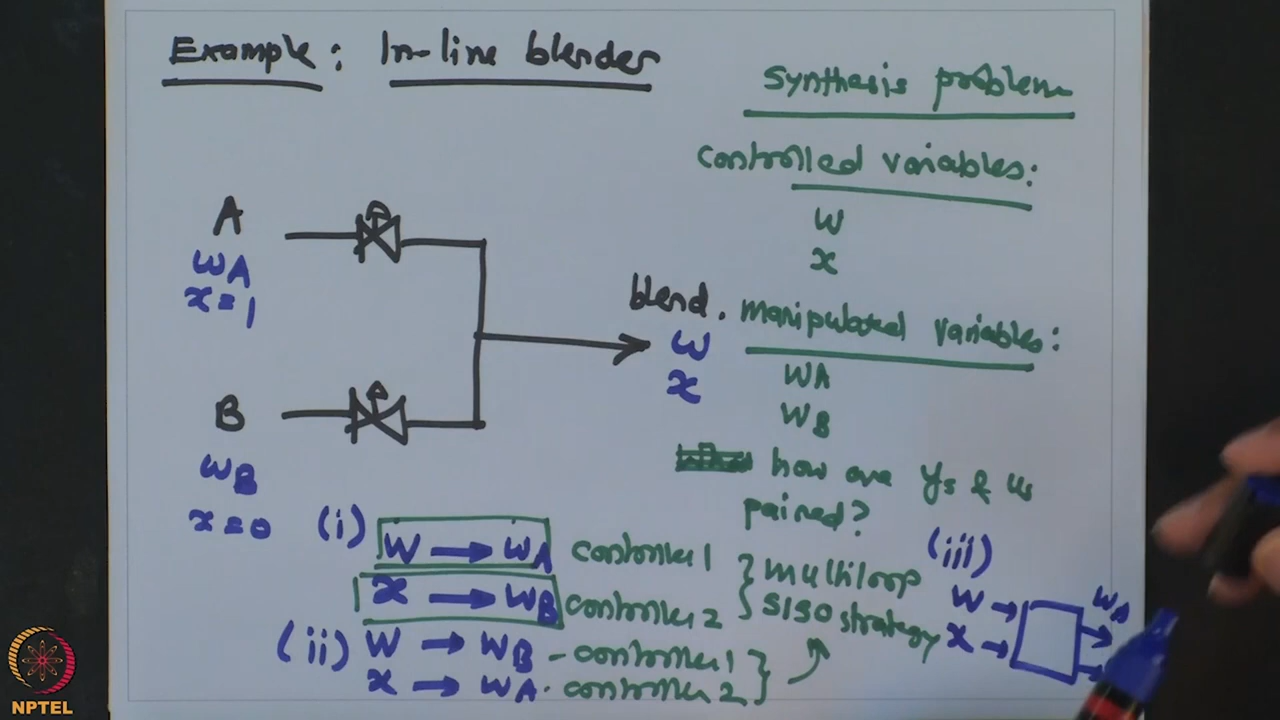 Example: In-line blender
A
wA
x=1
B
wB
x=0
blend.
w
x
Synthesis problem
Controlled variables:
w
x
Manipulated variables:
wA
wB
how are ys & us
paired?
(i) w → wA controller 1
x → wB controller 2
} multiloop
SISO strategy
(ii) w → wB - controller 1
x → wA. controller 2
(iii)
w →
x →
NPTEL